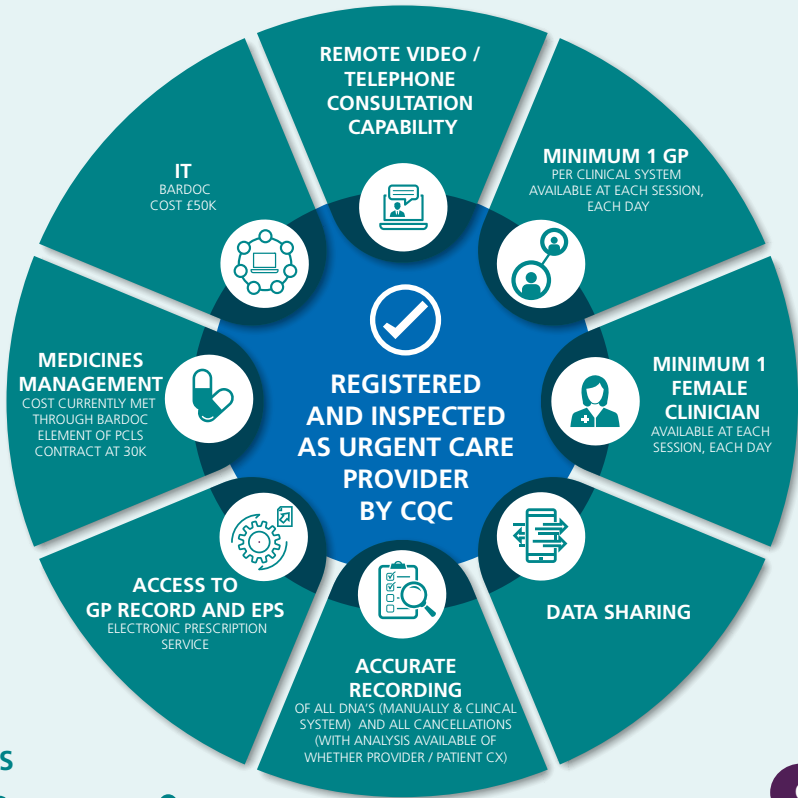 REMOTE VIDEO /
TELEPHONE
CONSULTATION
CAPABILITY
MINIMUM 1 GP
PER CLINICAL SYSTEM
AVAILABLE AT EACH SESSION,
EACH DAY
MINIMUM 1
FEMALE
CLINICIAN
AVAILABLE AT EACH
SESSION, EACH DAY
DATA SHARING
ACCURATE
RECORDING
OF ALL DNA'S (MANUALLY & CLINCAL
SYSTEM) AND ALL CANCELLATIONS
(WITH ANALYSIS AVAILABLE OF
WHETHER PROVIDER / PATIENT CX)
ACCESS TO
GP RECORD AND EPS
ELECTRONIC PRESCRIPTION
SERVICE
MEDICINES
MANAGEMENT
COST CURRENTLY MET
THROUGH BARDOC
ELEMENT OF PCLS
CONTRACT AT 30K
IT
BARDOC
COST £50K
REGISTERED
AND INSPECTED
AS URGENT CARE
PROVIDER
BY CQC
S